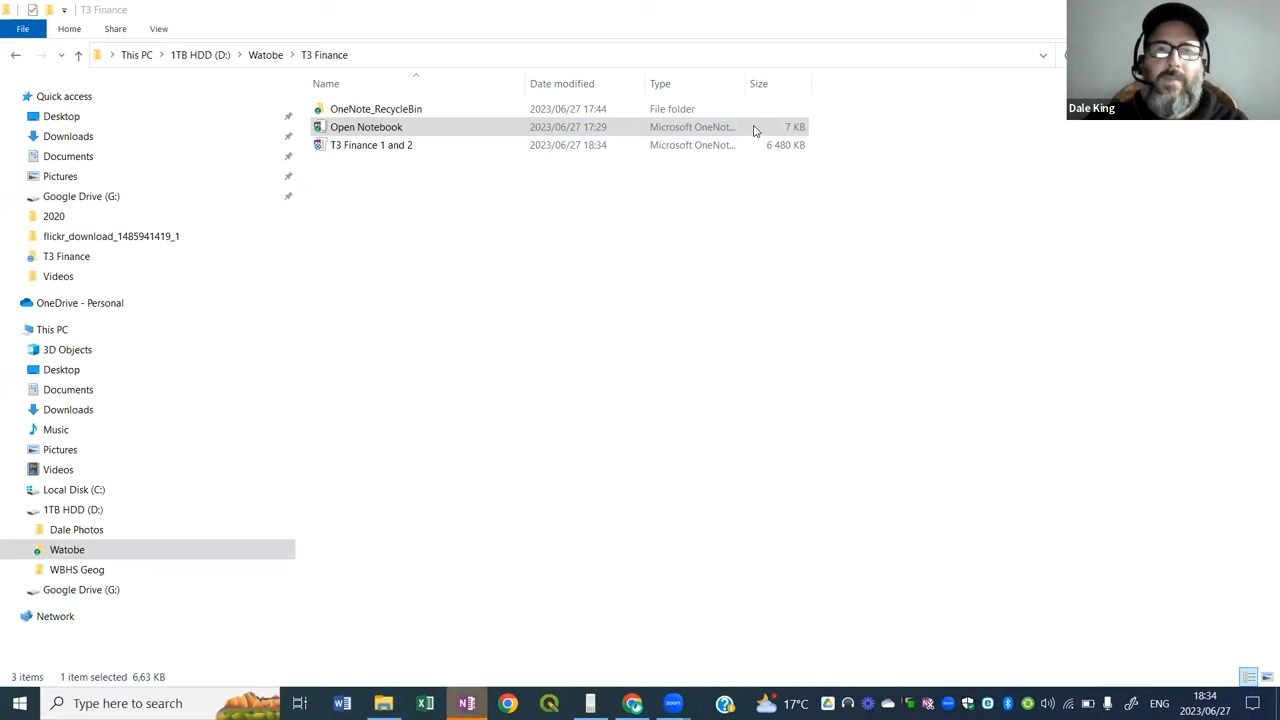 T3 Finance
File Home Share View
This PC 1TB HDD (D:) Watobe T3 Finance
Name Date modified Type Size
OneNote_RecycleBin 2023/06/27 17:44 File folder
Open Notebook 2023/06/27 17:29 Microsoft OneNot... 7 KB
T3 Finance 1 and 2 2023/06/27 18:34 Microsoft OneNot... 6 480 KB
Dale King
Quick access
Desktop
Downloads
Documents
Pictures
Google Drive (G:)
2020
flickr_download_1485941419_1
T3 Finance
Videos
OneDrive - Personal
This PC
3D Objects
Desktop
Documents
Downloads
Music
Pictures
Videos
Local Disk (C:)
1TB HDD (D:)
Dale Photos
Watobe
WBHS Geog
Google Drive (G:)
Network
3 items 1 item selected 6,63 KB
Type here to search
17°C
ENG
18:34
2023/06/27